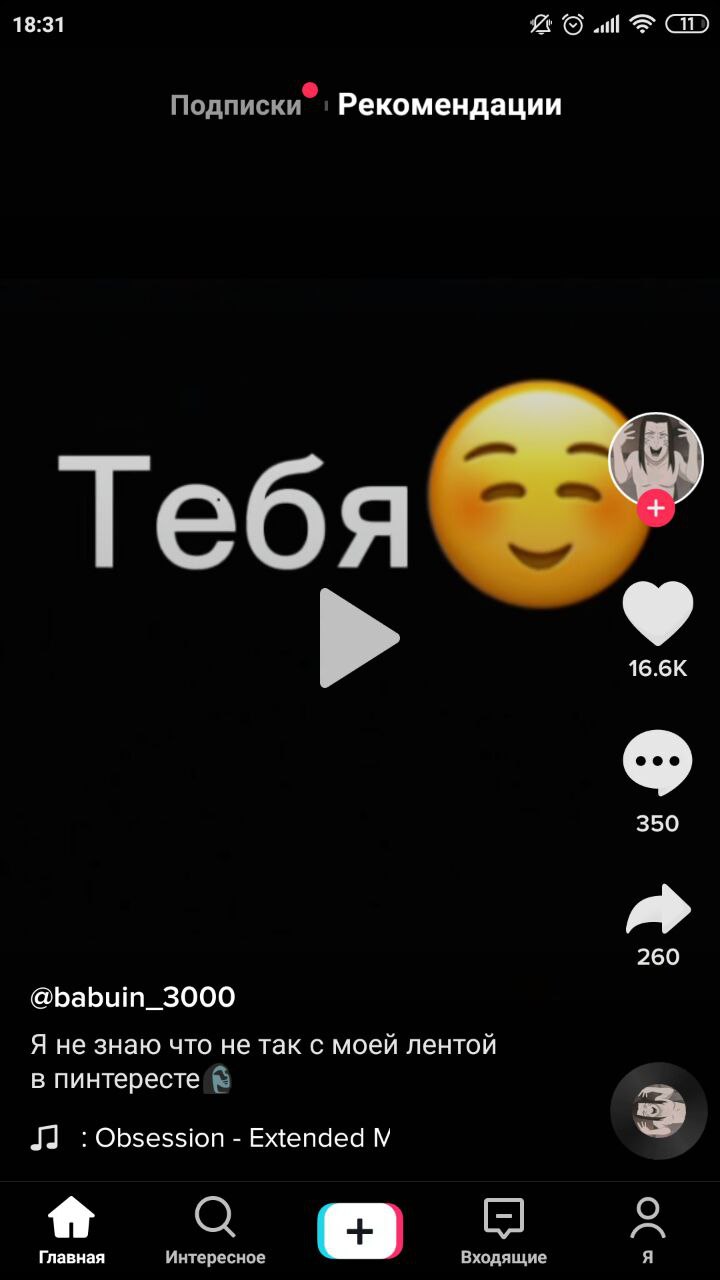 18:31
11
Подписки
Рекомендации
Тебя
16.6K
350
260
@babuin_3000
Я не знаю что не так с моей лентой
в пинтересте
: Obsession - Extended
Главная
Интересное
Входящие
Я